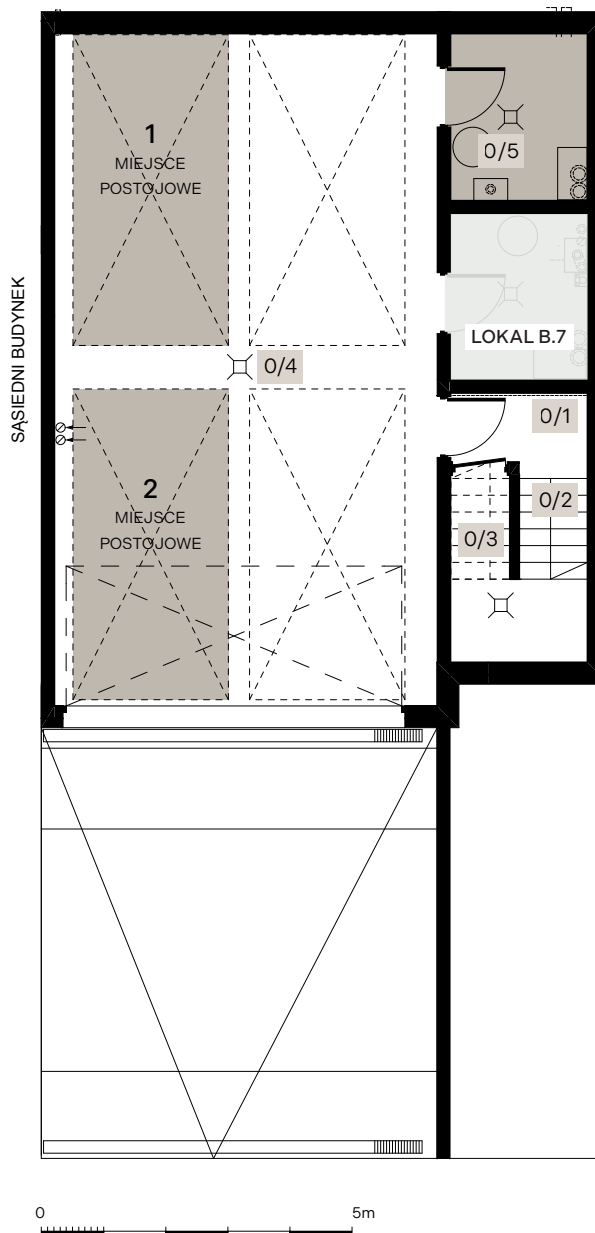 1
MIEJSCE
POSTOJOWE
0/5
LOKAL B.7
SĄSIEDNI BUDYNEK
0/4
0/1
2
MIEJSCE
POSTOJOWE
0/2
0/3
0
5m